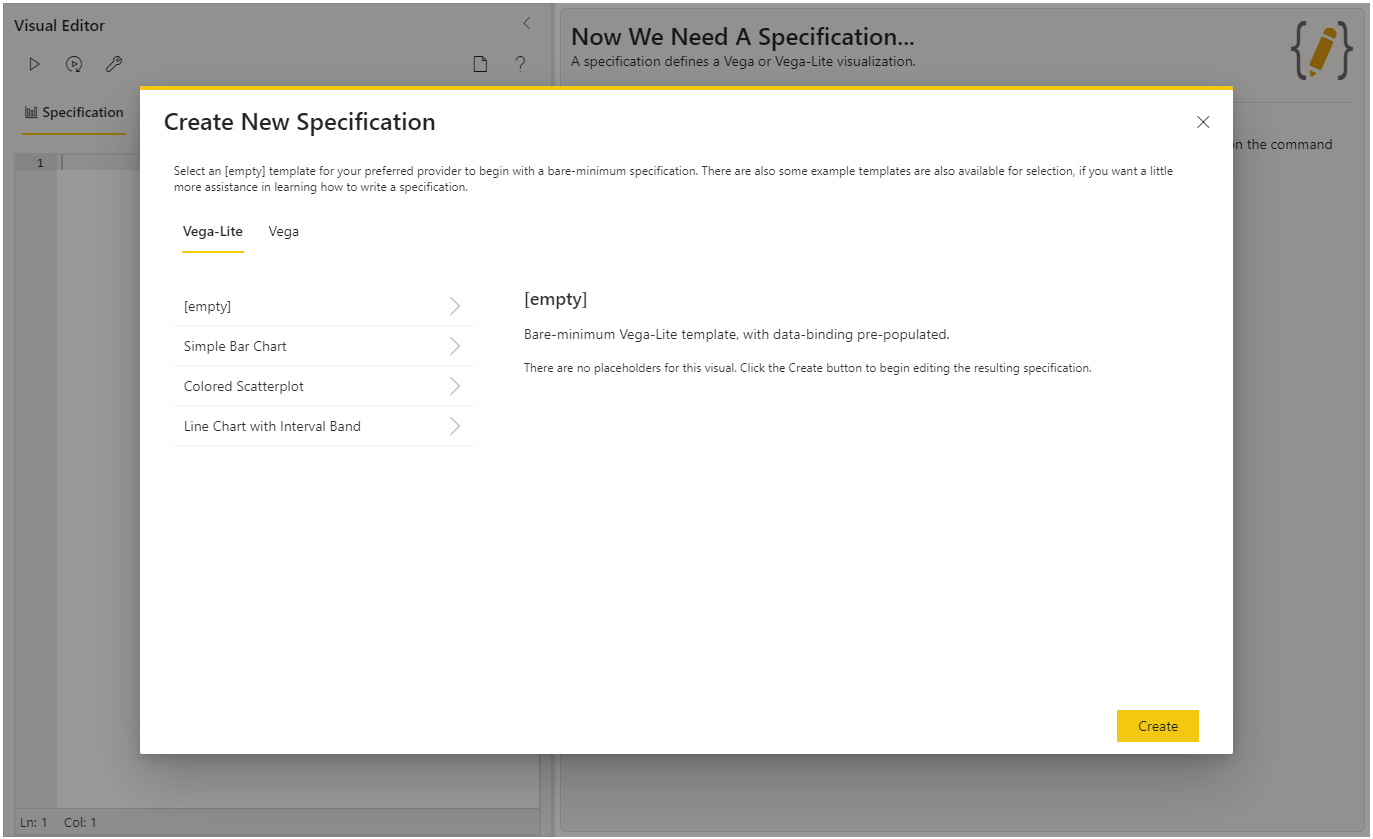 Visual Editor
Now We Need A Specification...
A specification defines a Vega or Vega-Lite visualization.
Specification
1
on the command
Create New Specification
Select an [empty] template for your preferred provider to begin with a bare-minimum specification. There are also some example templates are also available for selection, if you want a little
more assistance in learning how to write a specification.
Vega-Lite Vega
[empty]
Simple Bar Chart
Colored Scatterplot
Line Chart with Interval Band
[empty]
Bare-minimum Vega-Lite template, with data-binding pre-populated.
There are no placeholders for this visual. Click the Create button to begin editing the resulting specification.
Create
Ln: 1 Col: 1